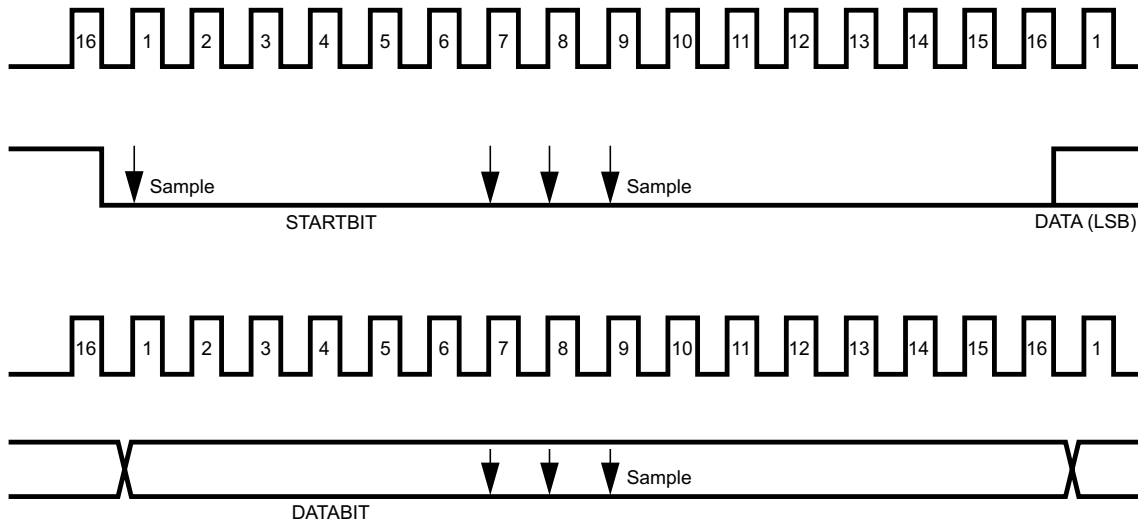 16 1 2 3 4 5 6 7 8 9 10 11 12 13 14 15 16 1
Sample Sample
STARTBIT DATA (LSB)
16 1 2 3 4 5 6 7 8 9 10 11 12 13 14 15 16 1
Sample
DATABIT